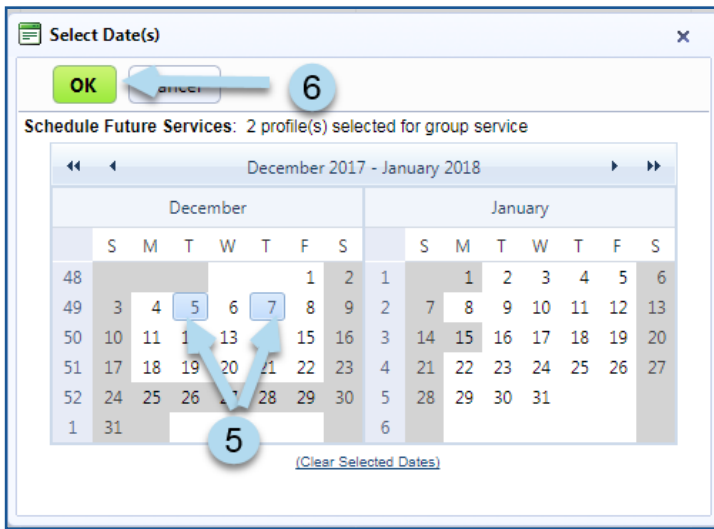 Select Date(s)
OK
6
Schedule Future Services: 2 profile(s) selected for group service
December 2017 - January 2018
December January
S M T W T F S S M T W T F S
48 1 2 1 1 2 3 4 5 6
49 3 4 5 6 7 8 9 2 7 8 9 10 11 12 13
50 10 11 13 15 16 3 14 15 16 17 18 19 20
51 17 18 19 20 21 22 23 4 21 22 23 24 25 26 27
52 24 25 26 28 29 30 5 28 29 30 31
1 31 6
5
(Clear Selected Dates)